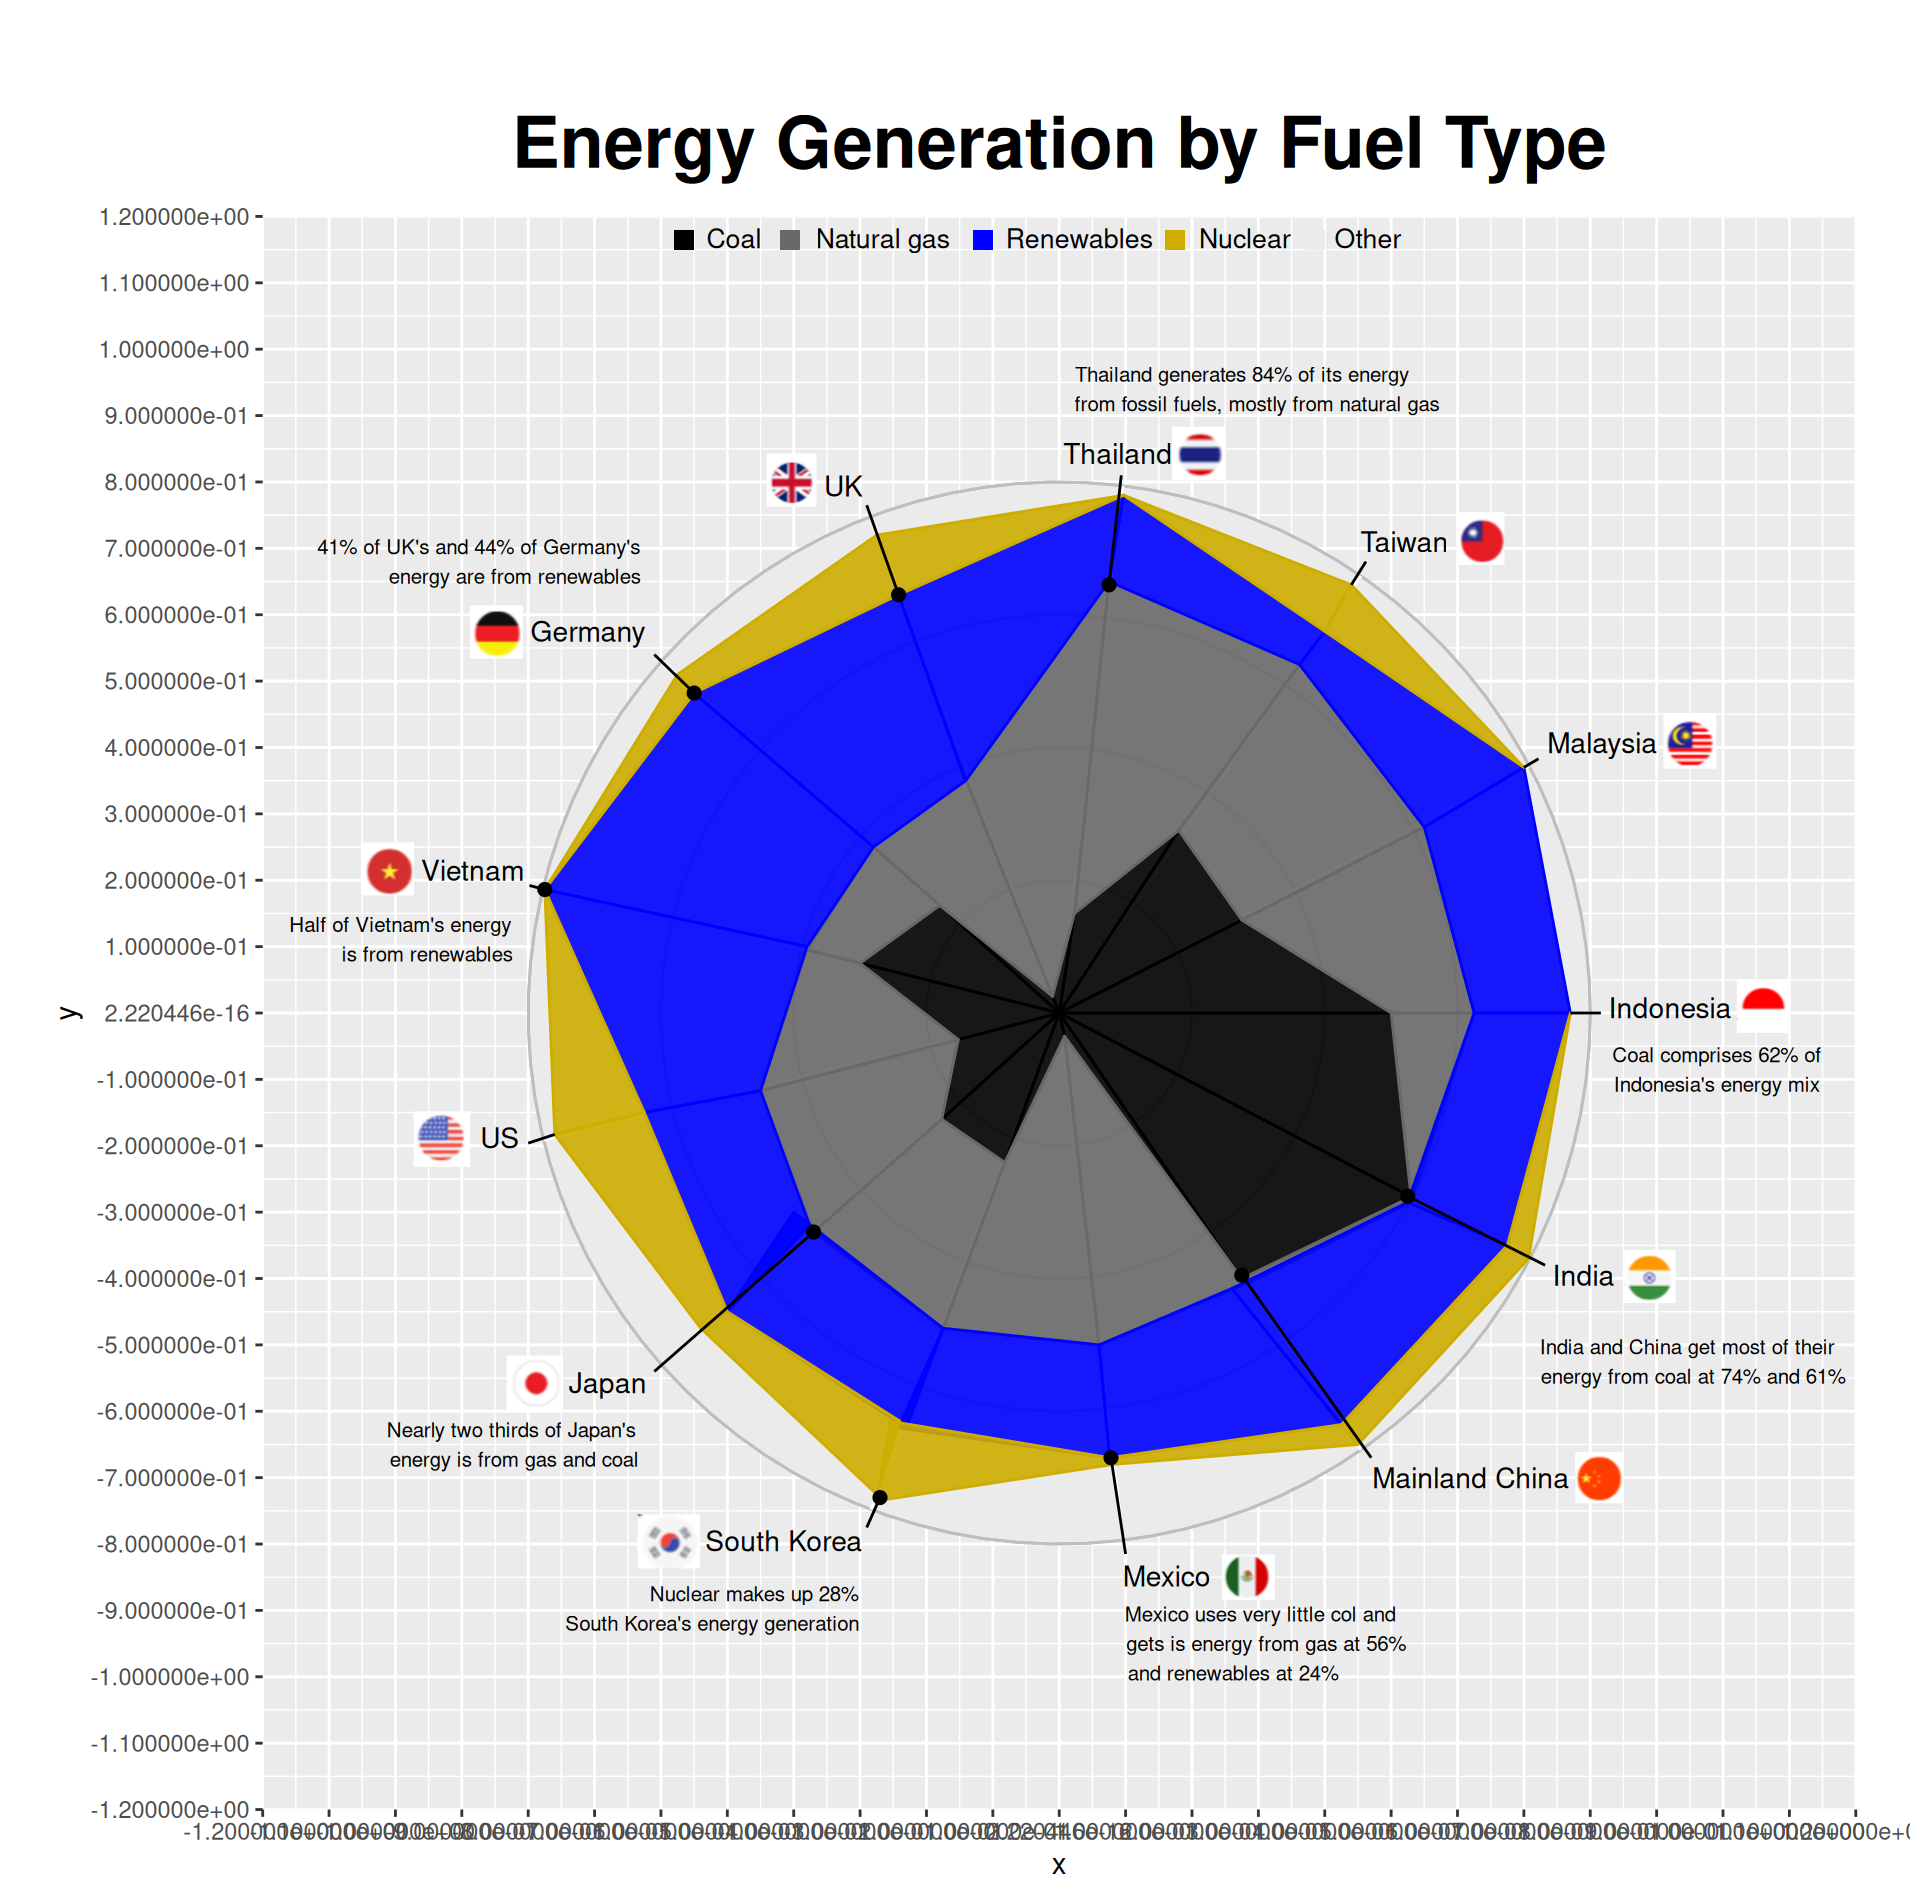 Energy Generation by Fuel Type
Coal Natural gas Renewables Nuclear Other
1.200000e+00
1.100000e+00
1.000000e+00
9.000000e-01
8.000000e-01
7.000000e-01
6.000000e-01
5.000000e-01
4.000000e-01
3.000000e-01
2.000000e-01
1.000000e-01
2.220446e-16
-1.000000e-01
-2.000000e-01
-3.000000e-01
-4.000000e-01
-5.000000e-01
-6.000000e-01
-7.000000e-01
-8.000000e-01
-9.000000e-01
-1.000000e+00
-1.100000e+00
-1.200000e+00
y
Thailand generates 84% of its energy
from fossil fuels, mostly from natural gas
Thailand
UK
Taiwan
41% of UK's and 44% of Germany's
energy are from renewables
Germany
Malaysia
Vietnam
Half of Vietnam's energy
is from renewables
Indonesia
Coal comprises 62% of
Indonesia's energy mix
US
India
India and China get most of their
energy from coal at 74% and 61%
Japan
Nearly two thirds of Japan's
energy is from gas and coal
Mainland China
South Korea
Nuclear makes up 28%
South Korea's energy generation
Mexico
Mexico uses very little col and
gets is energy from gas at 56%
and renewables at 24%
x